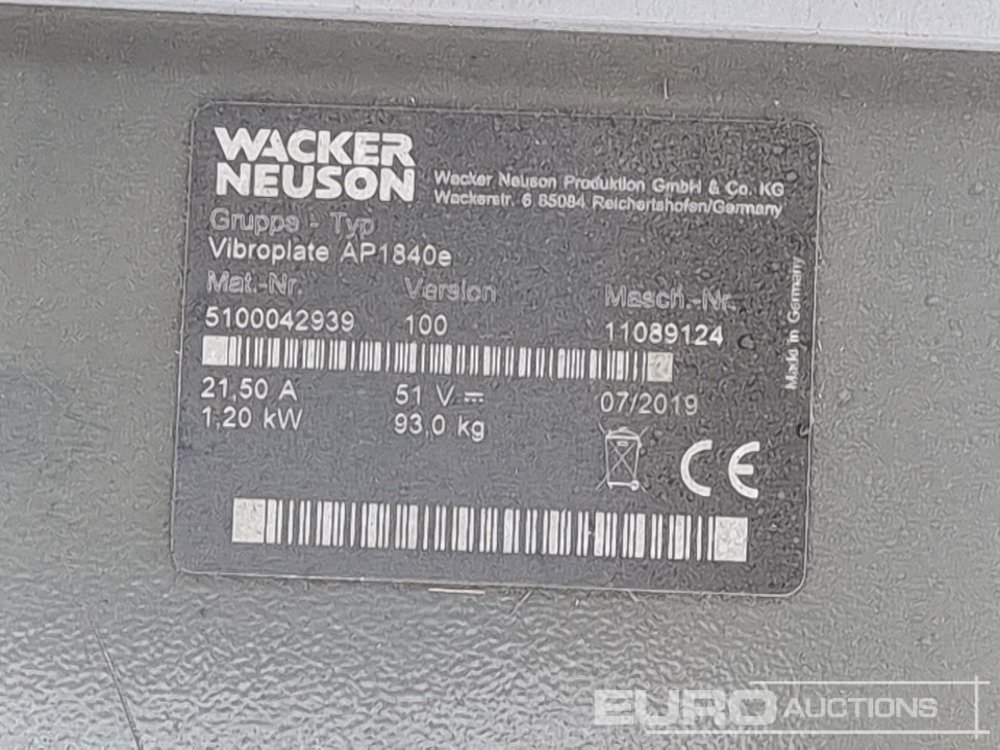 WACKER
NEUSON
Wacker Neuson Produktion GmbH & Co. KG
Wackerstr. 6 85084 Reichertshofen/Germany
Gruppe - Typ
Vibroplate AP1840e
Mat.-Nr. Version Masch.-Nr.
5100042939 100 11089124
21,50 A 51 V 07/2019
1,20 kW 93,0 kg
CE
Made in Germany
EURO AUCTIONS